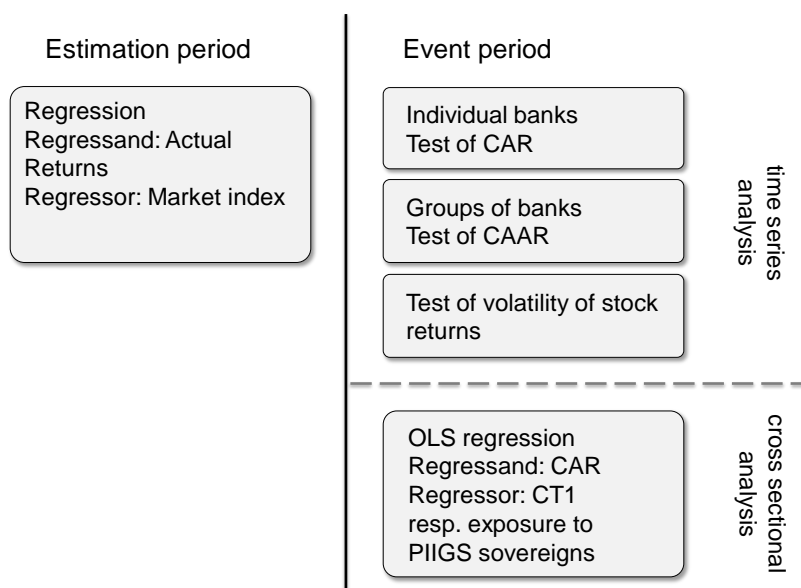 Estimation period
Regression
Regressand: Actual
Returns
Regressor: Market index
Event period
Individual banks
Test of CAR
Groups of banks
Test of CAAR
Test of volatility of stock
returns
time series
analysis
OLS regression
Regressand: CAR
Regressor: CT1
resp. exposure to
PIIGS sovereigns
cross sectional
analysis